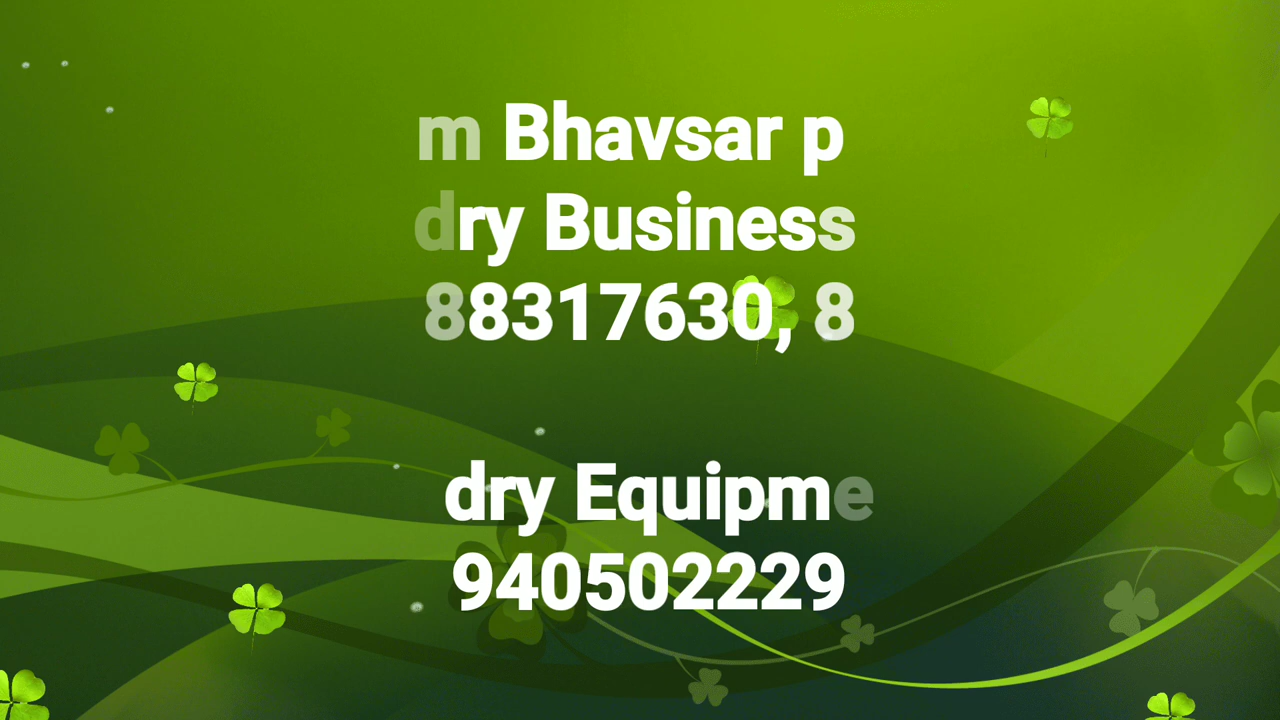 m Bhavsar p
dry Business
88317630, 8
dry Equipme
940502229